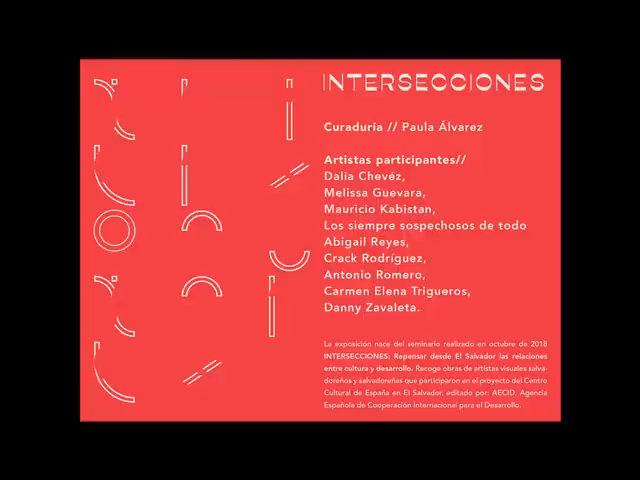 INTERSECCIONES
Curaduría // Paula Álvarez
Artistas participantes//
Dalia Chevéz,
Melissa Guevara,
Mauricio Kabistan,
Los siempre sospechosos de todo
Abigail Reyes,
Crack Rodríguez,
Antonio Romero,
Carmen Elena Trigueros,
Danny Zavaleta.
La exposición nace del seminario realizado en octubre de 2018
INTERSECCIONES: Repensar desde El Salvador las relaciones
entre cultura y desarrollo. Recoge obras de artistas visuales salva-
doreños y salvadoreñas que participaron en el proyecto del Centro
Cultural de España en El Salvador, editado por: AECID, Agencia
Española de Cooperación Internacional para el Desarrollo.